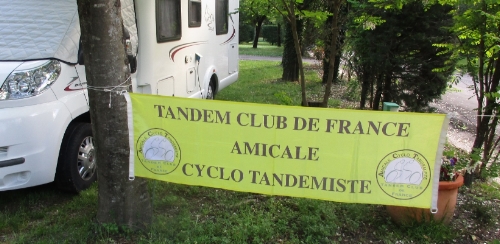 TANDEM CLUB DE FRANCE
AMICALE
CYCLO TANDEMISTE